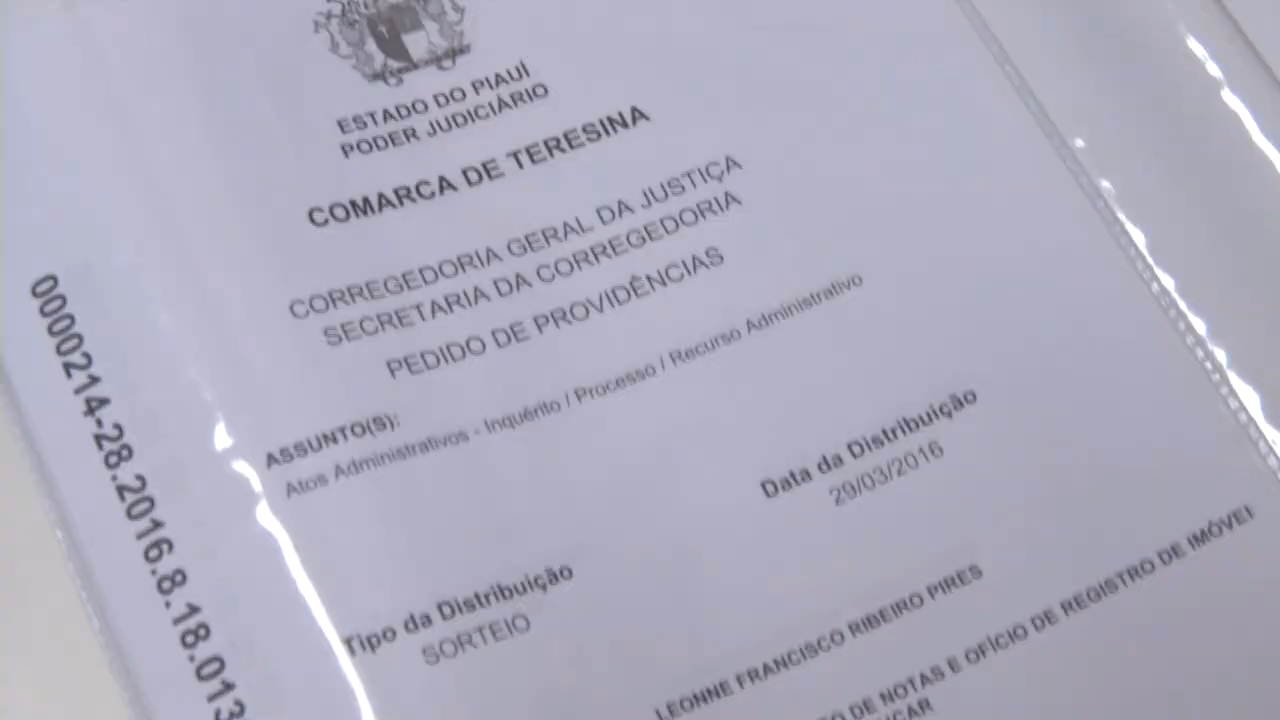 ESTADO DO PIAUÍ
PODER JUDICIÁRIO
COMARCA DE TERESINA
CORREGEDORIA GERAL DA JUSTIÇA
SECRETARIA DA CORREGEDORIA
PEDIDO DE PROVIDÊNCIAS
0000214-28.2016.8.18.013
ASSUNTO(S):
Atos Administrativos - Inquérito / Processo / Recurso Administrativo
Data da Distribuição
29/03/2016
Tipo da Distribuição
SORTEIO
LEONNE FRANCISCO RIBEIRO PIRES
DE NOTAS E OFÍCIO DE REGISTRO DE IMÓVEI